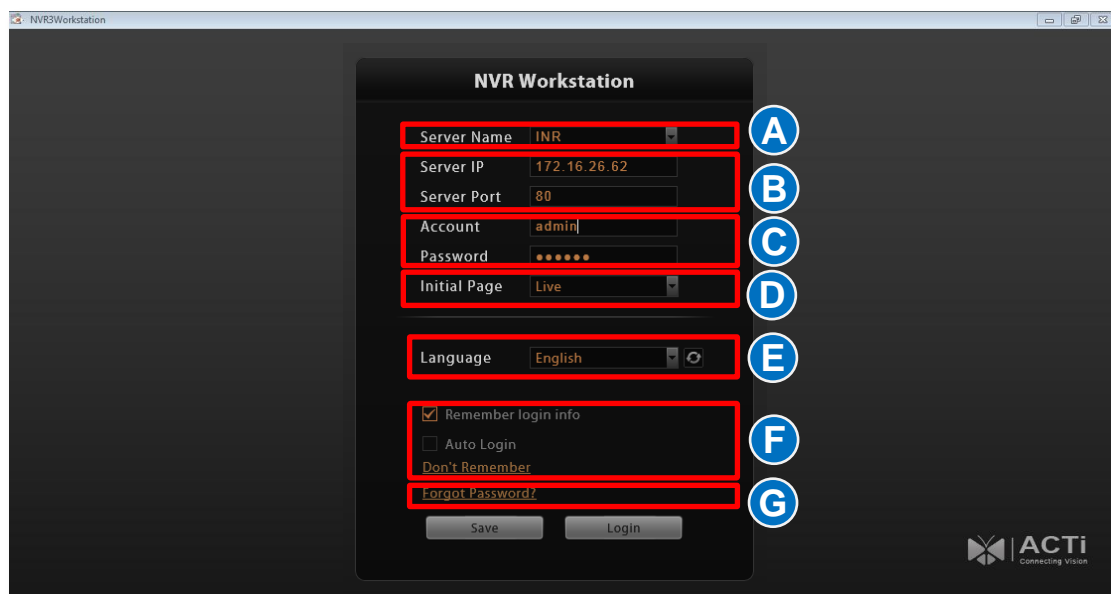 NVR3Workstation
NVR Workstation
Server Name INR A
Server IP 172.16.26.62
Server Port 80 B
Account admin
Password ●●●●●● C
Initial Page Live D
Language English E
Remember login info
Auto Login F
Don't Remember
Forgot Password? G
Save Login
ACTi
Connecting Vision